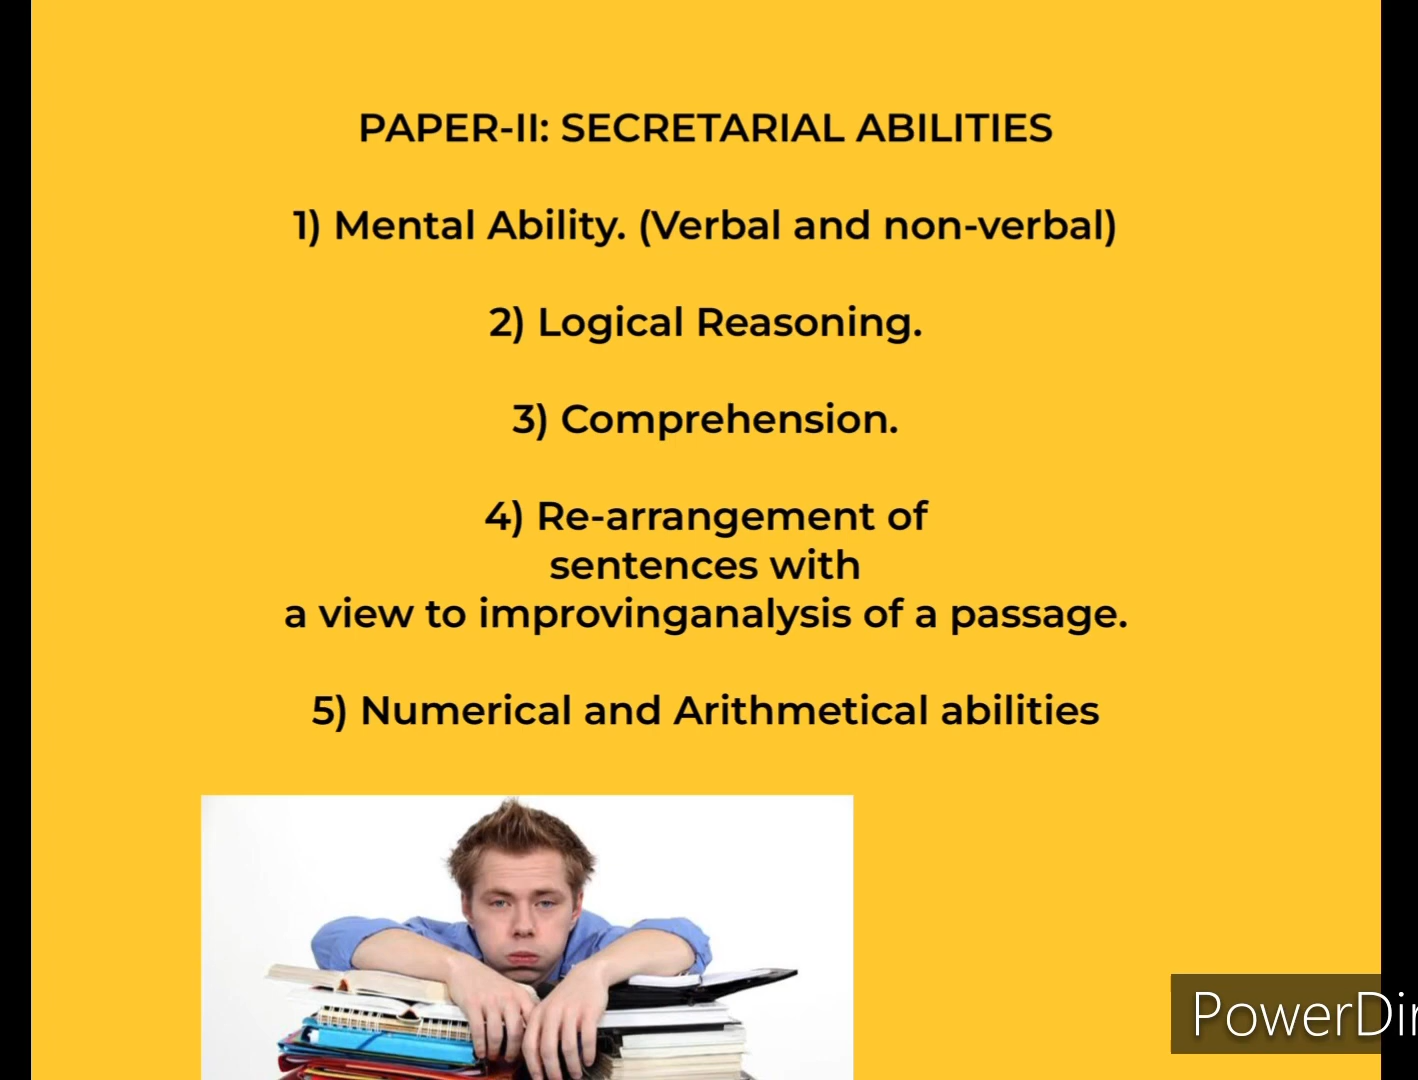 PAPER-II: SECRETARIAL ABILITIES
1) Mental Ability. (Verbal and non-verbal)
2) Logical Reasoning.
3) Comprehension.
4) Re-arrangement of
sentences with
a view to improvinganalysis of a passage.
5) Numerical and Arithmetical abilities
PowerDir